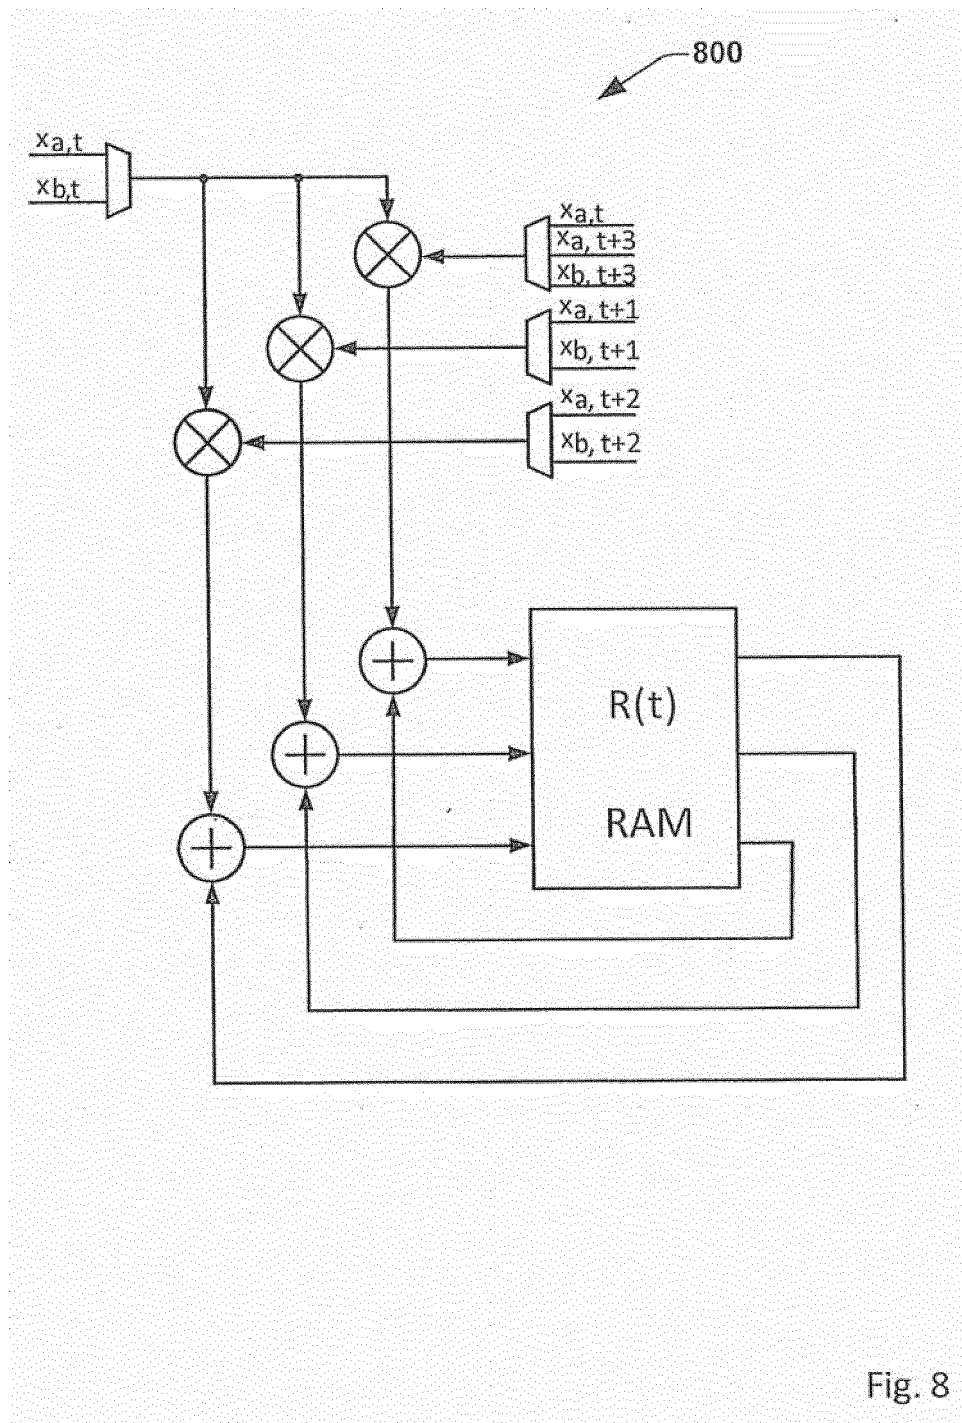 800
xa,t
xb,t
xa,t
xa, t+3
xb, t+3
xa, t+1
xb, t+1
xa, t+2
xb, t+2
R(t)
RAM
Fig. 8